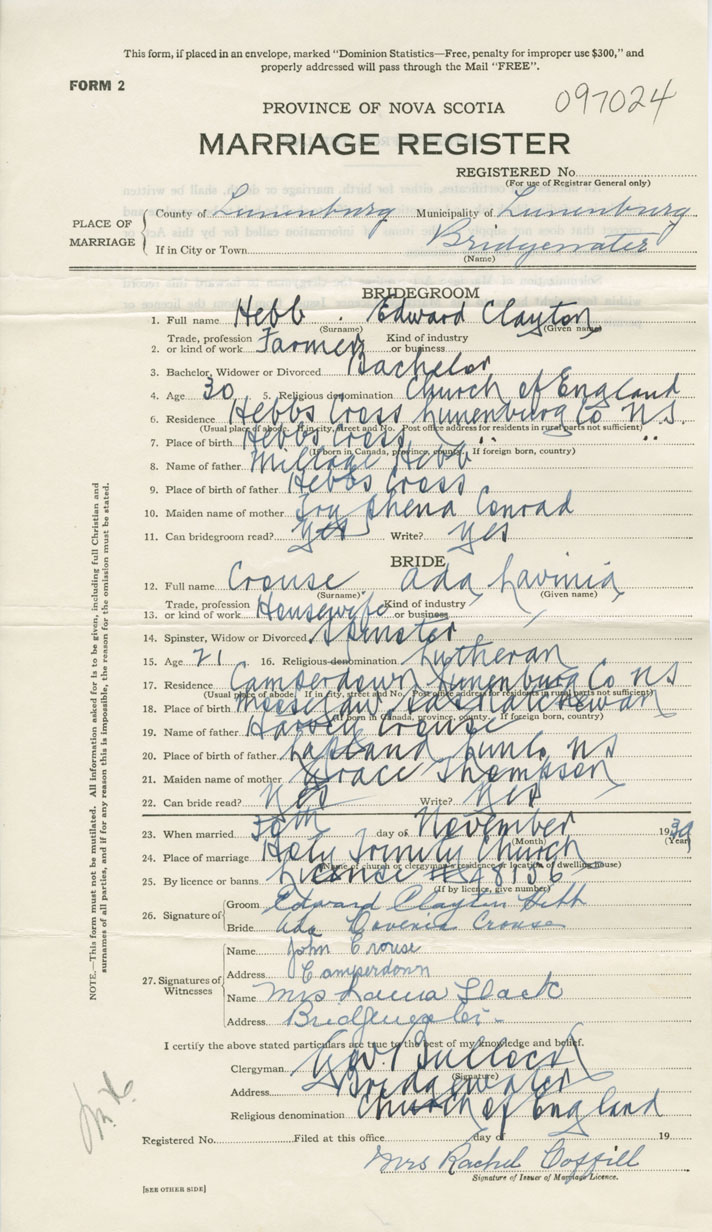 This form, if placed in an envelope, marked "Dominion Statistics—Free, penalty for improper use $300," and
properly addressed will pass through the Mail "FREE".
FORM 2
PROVINCE OF NOVA SCOTIA 097024
MARRIAGE REGISTER
REGISTERED No.
(For use of Registrar General only)
PLACE OF MARRIAGE
County of Lunenburg Municipality of Lunenburg
If in City or Town Bridgewater
(Name)
BRIDEGROOM
1. Full name Hebb. Edward Clayton
(Surname) (Given name)
2. Trade, profession or kind of work Farmer Kind of industry or business
3. Bachelor, Widower or Divorced Bachelor
4. Age 30 5. Religious denomination Church of England
6. Residence Hebbs Cross Lunenburg Co N.S.
(Usual place of abode. If in city, street and No. Post office address for residents in rural parts not sufficient)
7. Place of birth Hebbs Cross " "
(If born in Canada, province, county. If foreign born, country)
8. Name of father Millage Hebb
9. Place of birth of father Hebbs Cross
10. Maiden name of mother Tryphena Conrad
11. Can bridegroom read? yes Write? yes
BRIDE
12. Full name Crouse Ada Lavinia
(Surname) (Given name)
13. Trade, profession or kind of work Housewife Kind of industry or business
14. Spinster, Widow or Divorced Spinster
15. Age 21 16. Religious denomination Lutheran
17. Residence Camperdown Lunenburg Co NS
(Usual place of abode. If in city, street and No. Post office address for residents in rural parts not sufficient)
18. Place of birth Moosejaw Saskatchewan
(If born in Canada, province, county. If foreign born, country)
19. Name of father Harvey Crouse
20. Place of birth of father Lapland Lun Co NS
21. Maiden name of mother Grace Thompson
22. Can bride read? Yes Write? Yes
23. When married 30th day of November 1939
(Month) (Year)
24. Place of marriage Holy Trinity Church
(Name of church or clergyman's residence or location of dwelling house)
25. By licence or banns Licence # 48156
(If by licence, give number)
26. Signature of
Groom Edward Clayton Hebb
Bride Ada Lovenia Crouse
27. Signatures of Witnesses
Name John Crouse
Address Camperdown
Name Mrs Slack
Address Bridgewater
I certify the above stated particulars are true to the best of my knowledge and belief.
Clergyman Bullock
(Signature)
Address Bridgewater
Religious denomination Church of England
Registered No. Filed at this office day of 19
Mrs Rachel Coffill
Signature of Issuer of Marriage Licence.
[SEE OTHER SIDE]
NOTE.—This form must not be mutilated. All information asked for is to be given, including full Christian and
surnames of all parties, and if for any reason this is impossible, the reason for the omission must be stated.